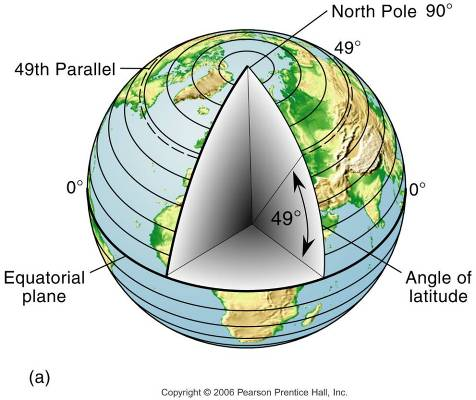 North Pole 90°
49°
49th Parallel
0°
0°
49°
Equatorial
plane
Angle of
latitude
(a)
Copyright © 2006 Pearson Prentice Hall, Inc.